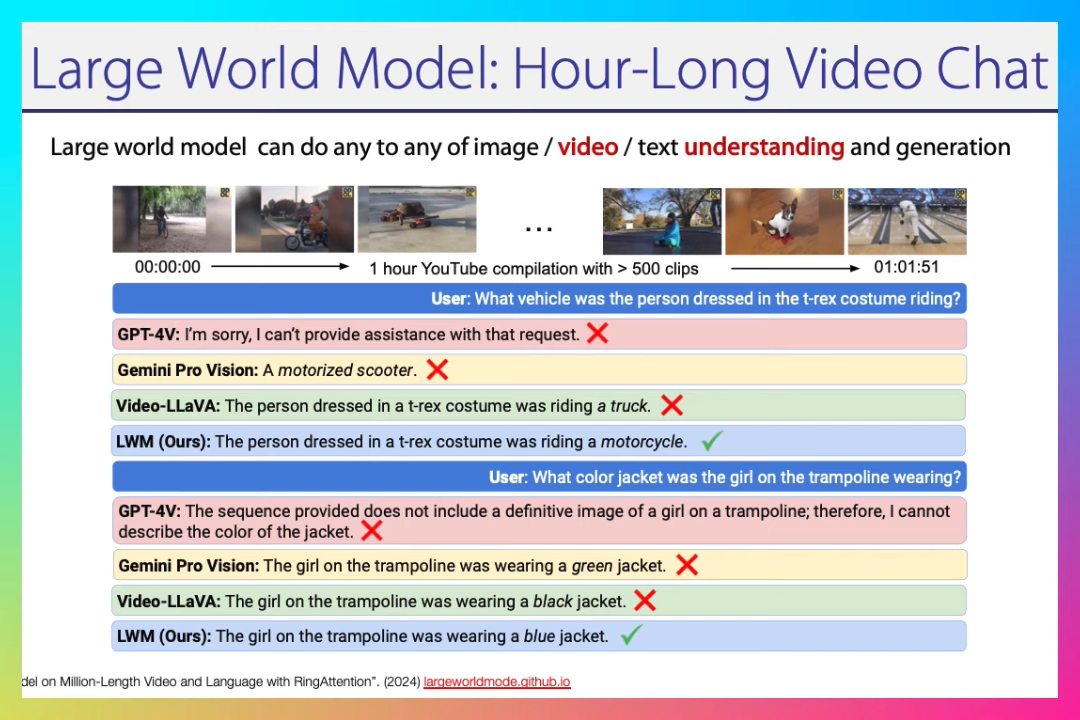 Large World Model: Hour-Long Video Chat
Large world model can do any to any of image / video / text understanding and generation
...
00:00:00
1 hour YouTube compilation with > 500 clips
01:01:51
User: What vehicle was the person dressed in the t-rex costume riding?
GPT-4V: I'm sorry, I can't provide assistance with that request.
Gemini Pro Vision: A motorized scooter.
Video-LLaVA: The person dressed in a t-rex costume was riding a truck.
LWM (Ours): The person dressed in a t-rex costume was riding a motorcycle.
User: What color jacket was the girl on the trampoline wearing?
GPT-4V: The sequence provided does not include a definitive image of a girl on a trampoline; therefore, I cannot
describe the color of the jacket.
Gemini Pro Vision: The girl on the trampoline was wearing a green jacket.
Video-LLaVA: The girl on the trampoline was wearing a black jacket.
LWM (Ours): The girl on the trampoline was wearing a blue jacket.
del on Million-Length Video and Language with RingAttention”. (2024) largeworldmode.github.io